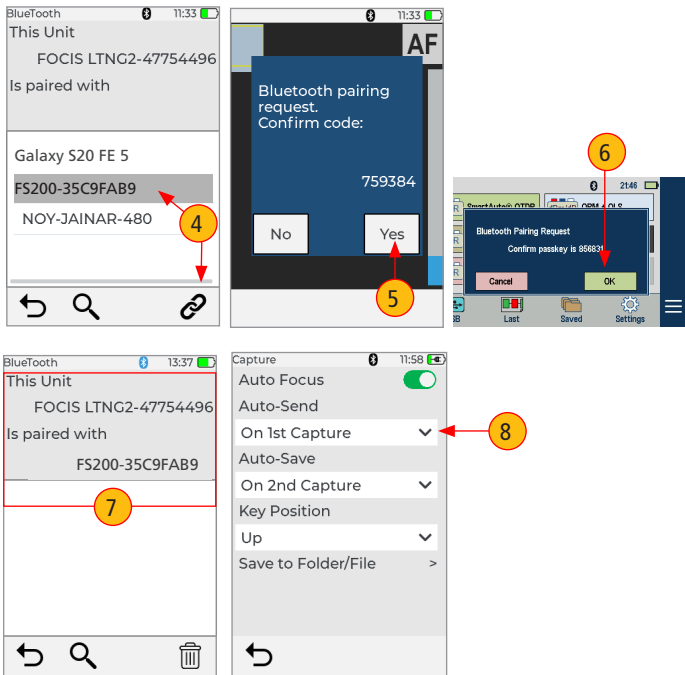 BlueTooth 11:33
This Unit
FOCIS LTNG2-47754496
Is paired with
Galaxy S20 FE 5
FS200-35C9FAB9
NOY-JAINAR-480
4
11:33
AF
Bluetooth pairing
request.
Confirm code:
759384
No Yes
5
6
21:46
SmartAuto® OTDR
OPM + OLS
R
R
R
Bluetooth Pairing Request
Confirm passkey is 856831
Cancel OK
Last Saved Settings
BlueTooth 13:37
This Unit
FOCIS LTNG2-47754496
Is paired with
FS200-35C9FAB9
7
Capture 11:58
Auto Focus
Auto-Send
On 1st Capture
8
Auto-Save
On 2nd Capture
Key Position
Up
Save to Folder/File >